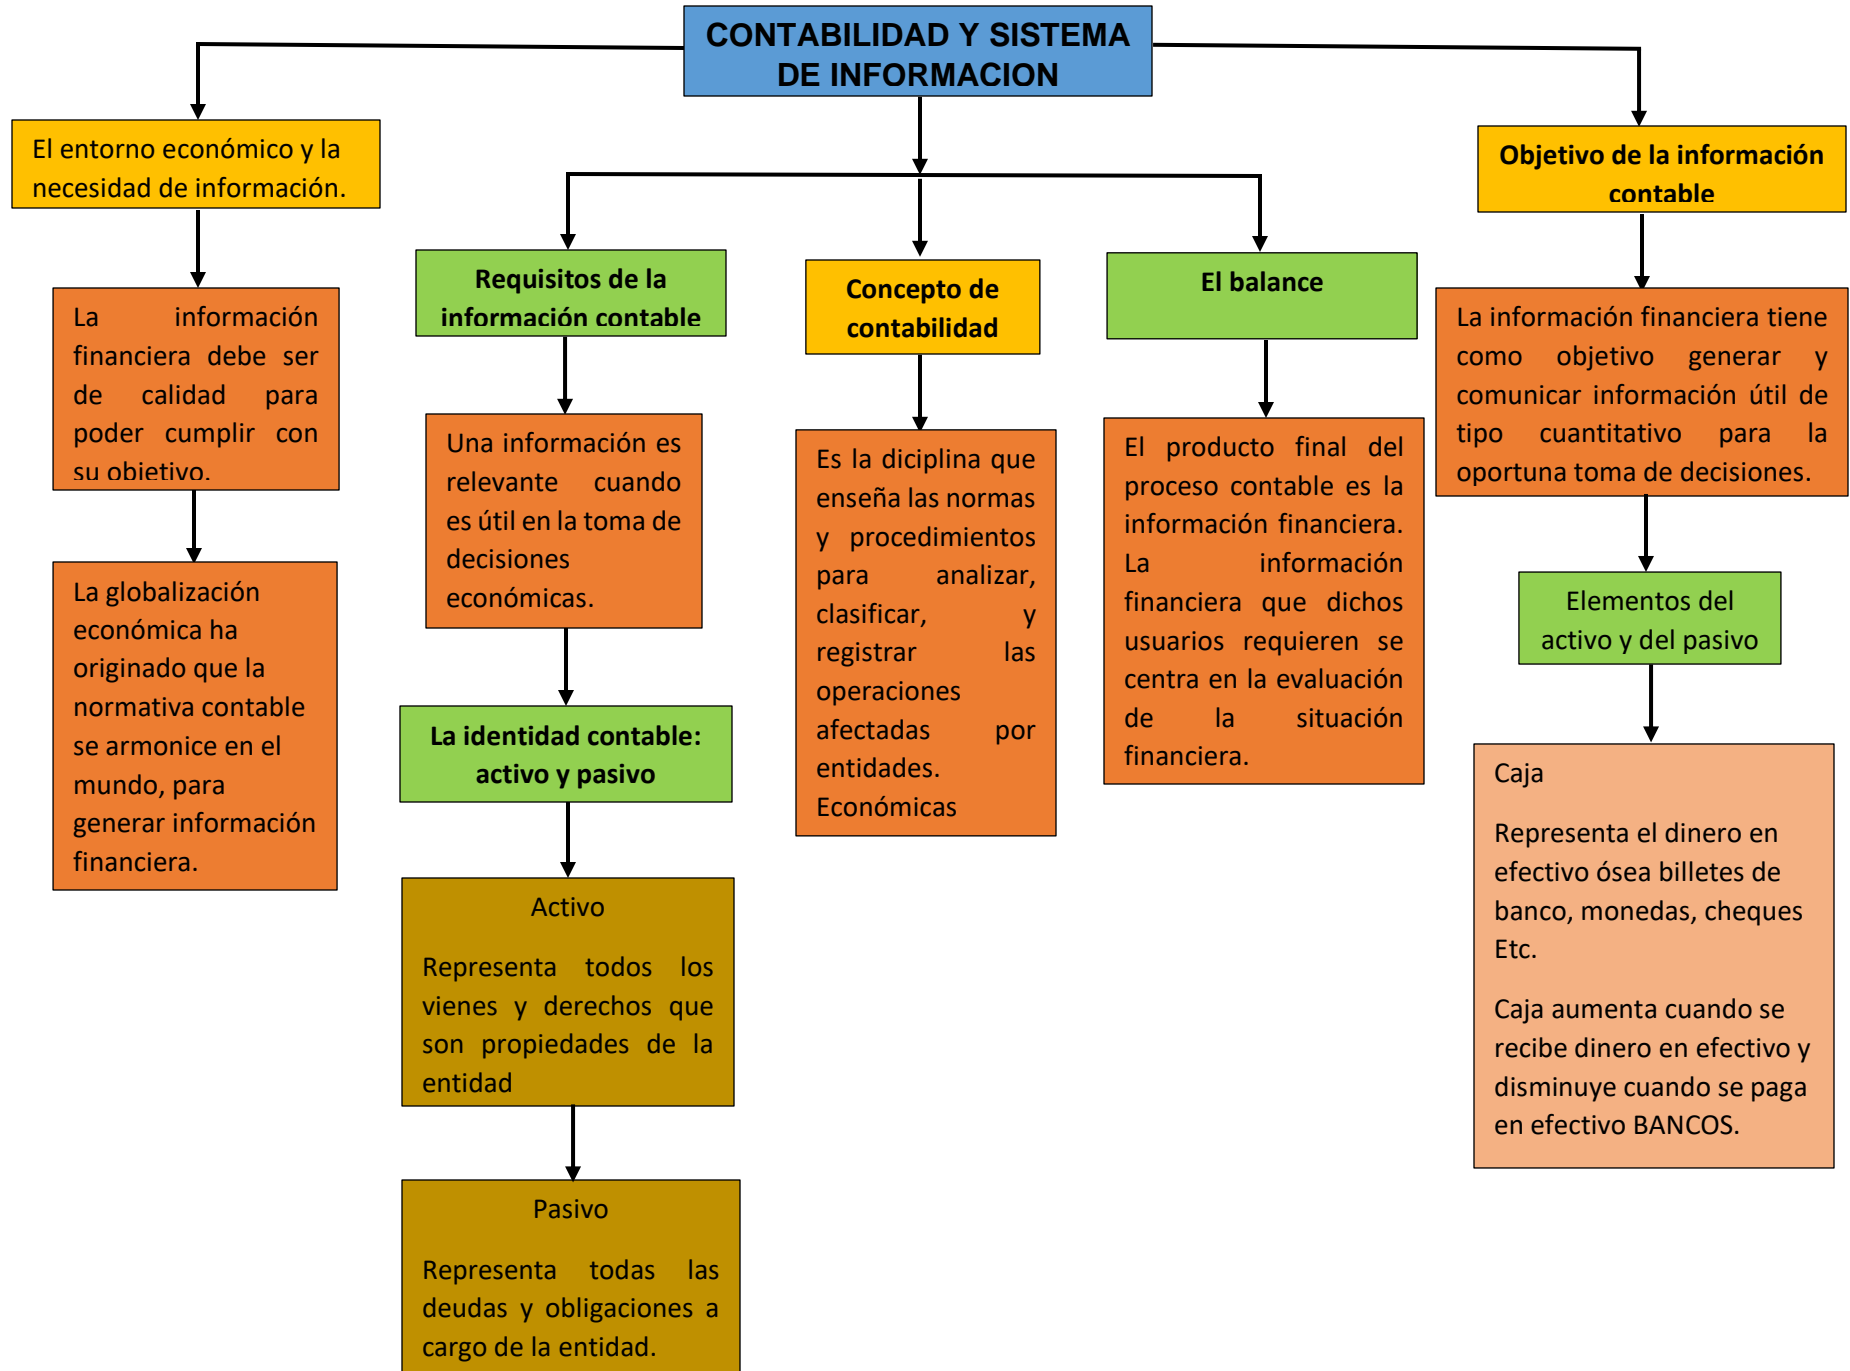 CONTABILIDAD Y SISTEMA
DE INFORMACION
El entorno económico y la
necesidad de información.
La información
financiera debe ser
de calidad para
poder cumplir con
su objetivo.
La globalización
económica ha
originado que la
normativa contable
se armonice en el
mundo, para
generar información
financiera.
Requisitos de la
información contable
Una información es
relevante cuando
es útil en la toma de
decisiones
económicas.
La identidad contable:
activo y pasivo
Activo
Representa todos los
vienes y derechos que
son propiedades de la
entidad
Pasivo
Representa todas las
deudas y obligaciones a
cargo de la entidad.
Concepto de
contabilidad
Es la diciplina que
enseña las normas
y procedimientos
para analizar,
clasificar, y
registrar las
operaciones
afectadas por
entidades.
Económicas
El balance
El producto final del
proceso contable es la
información financiera.
La información
financiera que dichos
usuarios requieren se
centra en la evaluación
de la situación
financiera.
Objetivo de la información
contable
La información financiera tiene
como objetivo generar y
comunicar información útil de
tipo cuantitativo para la
oportuna toma de decisiones.
Elementos del
activo y del pasivo
Caja
Representa el dinero en
efectivo ósea billetes de
banco, monedas, cheques
Etc.
Caja aumenta cuando se
recibe dinero en efectivo y
disminuye cuando se paga
en efectivo BANCOS.